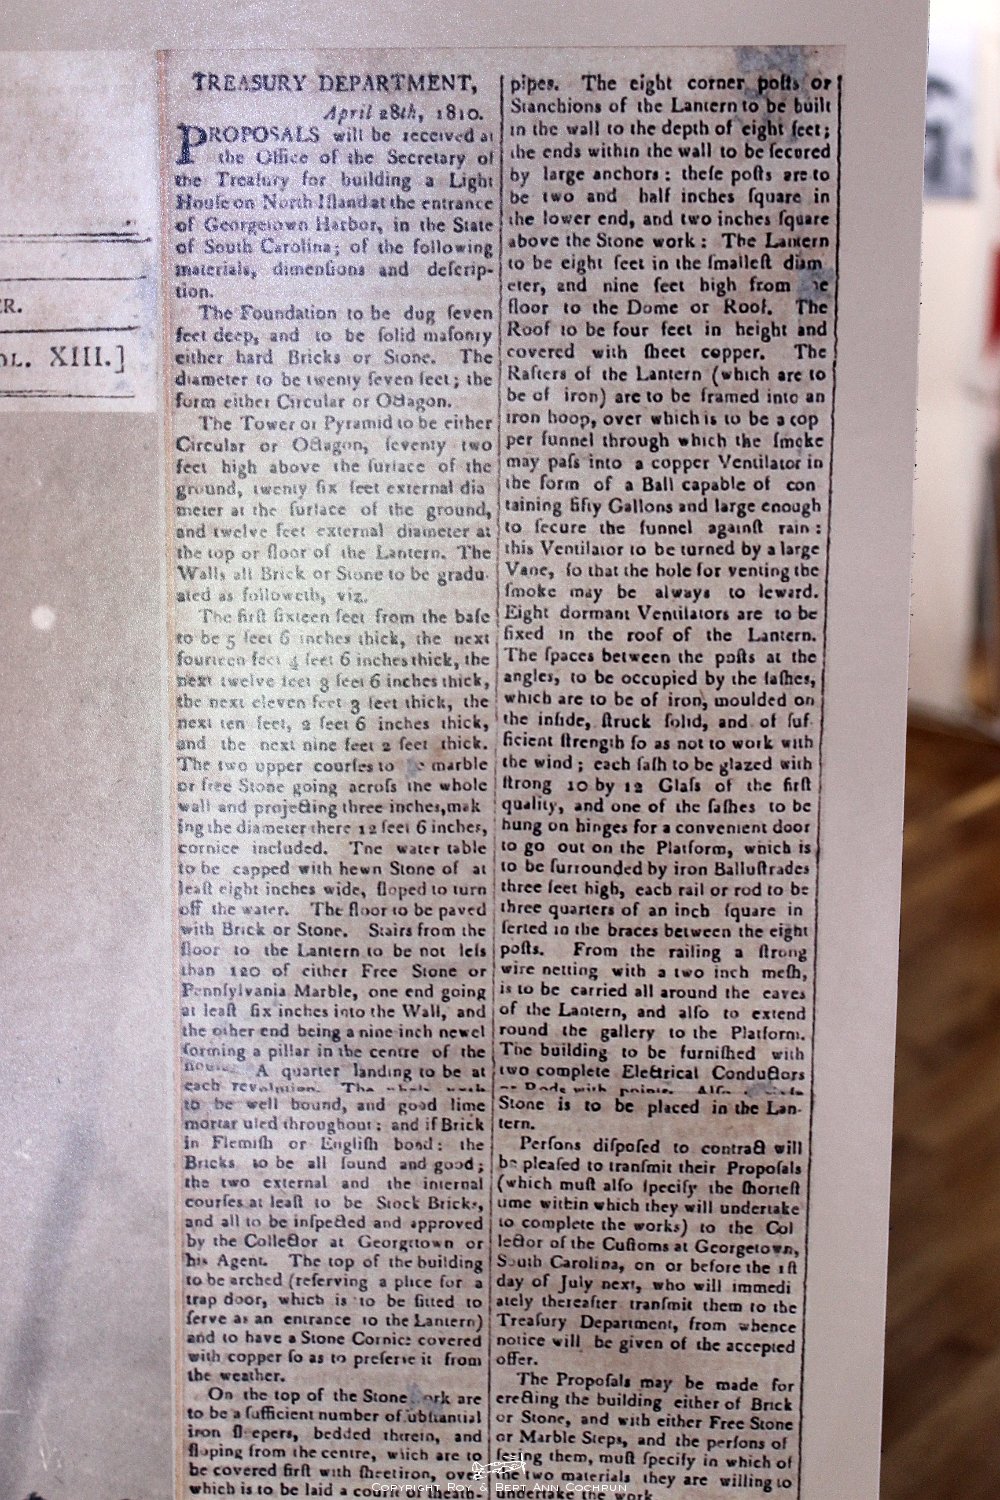 ER.
OL. XIII.]
TREASURY DEPARTMENT,
April 28th, 1810.
PROPOSALS will be received at
the Office of the Secretary of
the Treaſury for building a Light
Houſe on North Iſland at the entrance
of Georgetown Harbor, in the State
of South Carolina; of the following
materials, dimenſions and deſcrip-
tion.
The Foundation to be dug ſeven
feet deep, and to be ſolid maſonry
either hard Bricks or Stone. The
diameter to be twenty ſeven feet; the
form either Circular or Octagon.
The Tower or Pyramid to be either
Circular or Octagon, ſeventy two
feet high above the ſurface of the
ground, twenty ſix feet external dia
meter at the ſurface of the ground,
and twelve feet external diameter at
the top or floor of the Lantern. The
Walls all Brick or Stone to be gradu-
ated as followeth, viz.
The firſt ſixteen feet from the baſe
to be 5 feet 6 inches thick, the next
fourteen feet 4 feet 6 inches thick, the
next twelve feet 3 feet 6 inches thick,
the next eleven feet 3 feet thick, the
next ten feet, 2 feet 6 inches thick,
and the next nine feet 2 feet thick.
The two upper courſes to marble
or free Stone going acroſs the whole
wall and projecting three inches, mak
ing the diameter there 12 feet 6 inches,
cornice included. The water table
to be capped with hewn Stone of at
leaſt eight inches wide, ſloped to turn
off the water. The floor to be paved
with Brick or Stone. Stairs from the
floor to the Lantern to be not leſs
than 120 of either Free Stone or
Pennſylvania Marble, one end going
at leaſt ſix inches into the Wall, and
the other end being a nine inch newel
forming a pillar in the centre of the
A quarter landing to be at
each revolution. The whole work
to be well bound, and good lime
mortar uſed throughout: and if Brick
in Flemiſh or Engliſh bond: the
Bricks to be all ſound and good;
the two external and the internal
courſes at leaſt to be Stock Bricks,
and all to be inſpected and approved
by the Collector at Georgetown or
his Agent. The top of the building
to be arched (reſerving a place for a
trap door, which is to be fitted to
ſerve as an entrance to the Lantern)
and to have a Stone Cornice covered
with copper ſo as to preſerve it from
the weather.
On the top of the Stone ork are
to be a ſufficient number of ubſtantial
iron ſleepers, bedded therein, and
ſloping from the centre, which are to
be covered firſt with ſheet iron, over
which is to be laid a courſe of ſheath-
pipes. The eight corner poſts or
Stanchions of the Lantern to be built
in the wall to the depth of eight feet;
the ends within the wall to be ſecured
by large anchors: theſe poſts are to
be two and half inches ſquare in
the lower end, and two inches ſquare
above the Stone work: The Lantern
to be eight feet in the ſmalleſt diam
eter, and nine feet high from
floor to the Dome or Roof. The
Roof to be four feet in height and
covered with ſheet copper. The
Rafters of the Lantern (which are to
be of iron) are to be framed into an
iron hoop, over which is to be a cop
per funnel through which the ſmoke
may paſs into a copper Ventilator in
the form of a Ball capable of con
taining fifty Gallons and large enough
to ſecure the funnel againſt rain:
this Ventilator to be turned by a large
Vane, ſo that the hole for venting the
ſmoke may be always to leward.
Eight dormant Ventilators are to be
fixed in the roof of the Lantern.
The ſpaces between the poſts at the
angles, to be occupied by the ſaſhes,
which are to be of iron, moulded on
the inſide, ſtruck ſolid, and of ſuf
ficient ſtrength ſo as not to work with
the wind; each ſaſh to be glazed with
ſtrong 10 by 12 Glaſs of the firſt
quality, and one of the ſaſhes to be
hung on hinges for a convenient door
to go out on the Platform, which is
to be ſurrounded by iron Balluſtrades
three feet high, each rail or rod to be
three quarters of an inch ſquare in
ſerted in the braces between the eight
poſts. From the railing a ſtrong
wire netting with a two inch meſh,
is to be carried all around the eaves
of the Lantern, and alſo to extend
round the gallery to the Platform.
The building to be furniſhed with
two complete Electrical Conductors
or Rods with points. Alſo
Stone is to be placed in the Lan-
tern.
Perſons diſpoſed to contract will
be pleaſed to tranſmit their Propoſals
(which muſt alſo ſpecify the ſhorteſt
time within which they will undertake
to complete the works) to the Col
lector of the Cuſtoms at Georgetown,
South Carolina, on or before the 1ſt
day of July next, who will immedi
ately thereafter tranſmit them to the
Treaſury Department, from whence
notice will be given of the accepted
offer.
The Propoſals may be made for
erecting the building either of Brick
or Stone, and with either Free Stone
or Marble Steps, and the perſons of
fering them, muſt ſpecify in which of
the two materials they are willing to
undertake the work
Copyright Roy & Bert Ann Cochrun